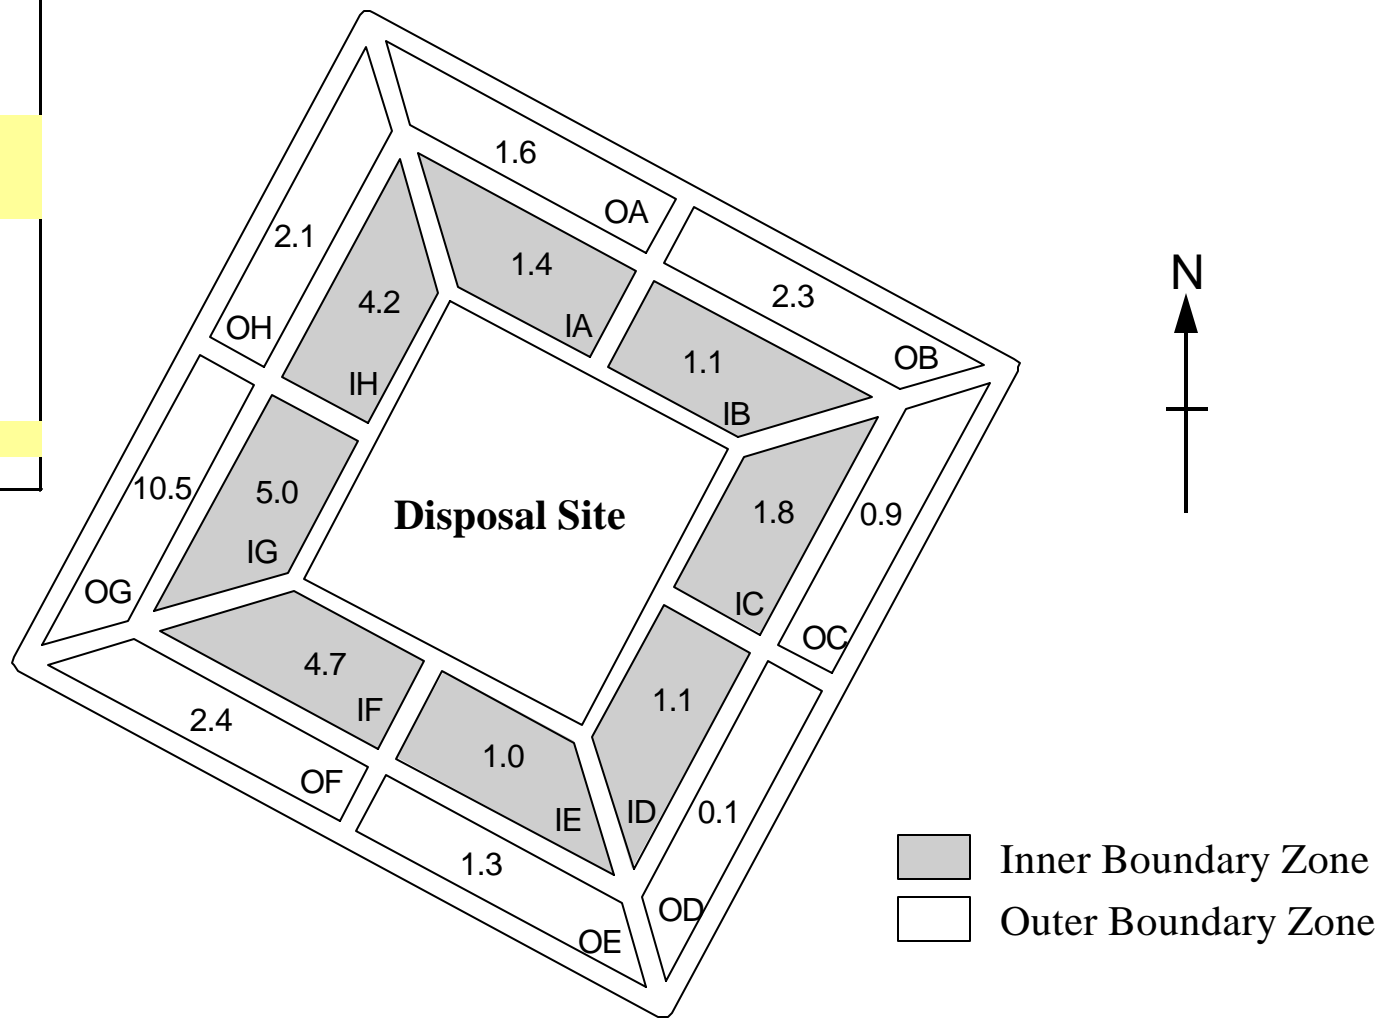 1.6
OA
2.1
N
1.4
2.3
4.2
OH
IA
OB
1.1
IH
IB
10.5
5.0
Disposal Site
1.8
0.9
IG
OG
IC
OC
4.7
1.1
IF
2.4
1.0
OF
IE
ID
0.1
1.3
OD
OE
Inner Boundary Zone
Outer Boundary Zone